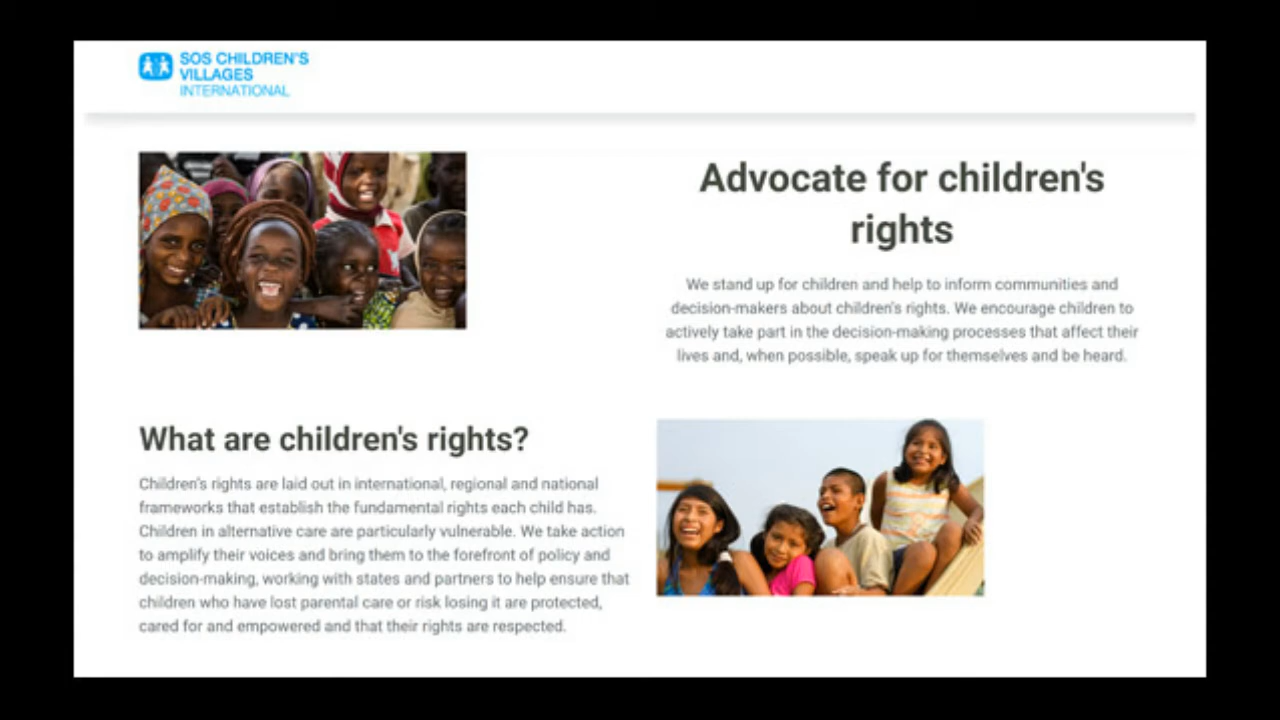 SOS CHILDREN'S
VILLAGES
INTERNATIONAL
Advocate for children's
rights
We stand up for children and help to inform communities and
decision-makers about children's rights. We encourage children to
actively take part in the decision-making processes that affect their
lives and, when possible, speak up for themselves and be heard.
What are children's rights?
Children's rights are laid out in international, regional and national
frameworks that establish the fundamental rights each child has.
Children in alternative care are particularly vulnerable. We take action
to amplify their voices and bring them to the forefront of policy and
decision-making, working with states and partners to help ensure that
children who have lost parental care or risk losing it are protected,
cared for and empowered and that their rights are respected.